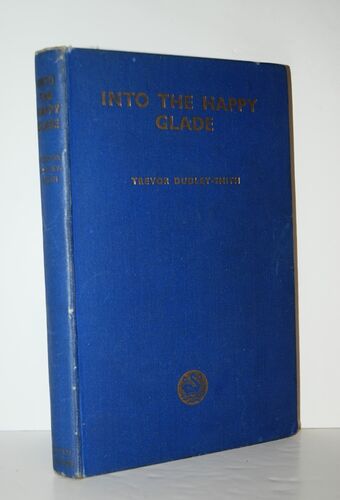 INTO THE HAPPY
GLADE
TREVOR DUDLEY-SMITH
INTO
THE
HAPPY
GLADE